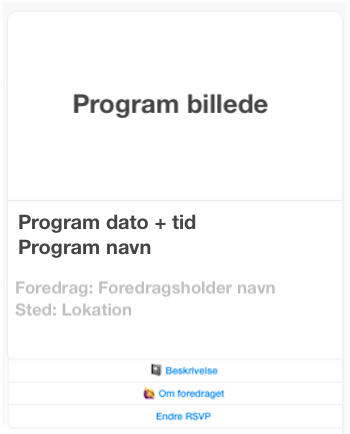 Program billede
Program dato + tid
Program navn
Foredrag: Foredragsholder navn
Sted: Lokation
Beskrivelse
Om foredraget
Endre RSVP